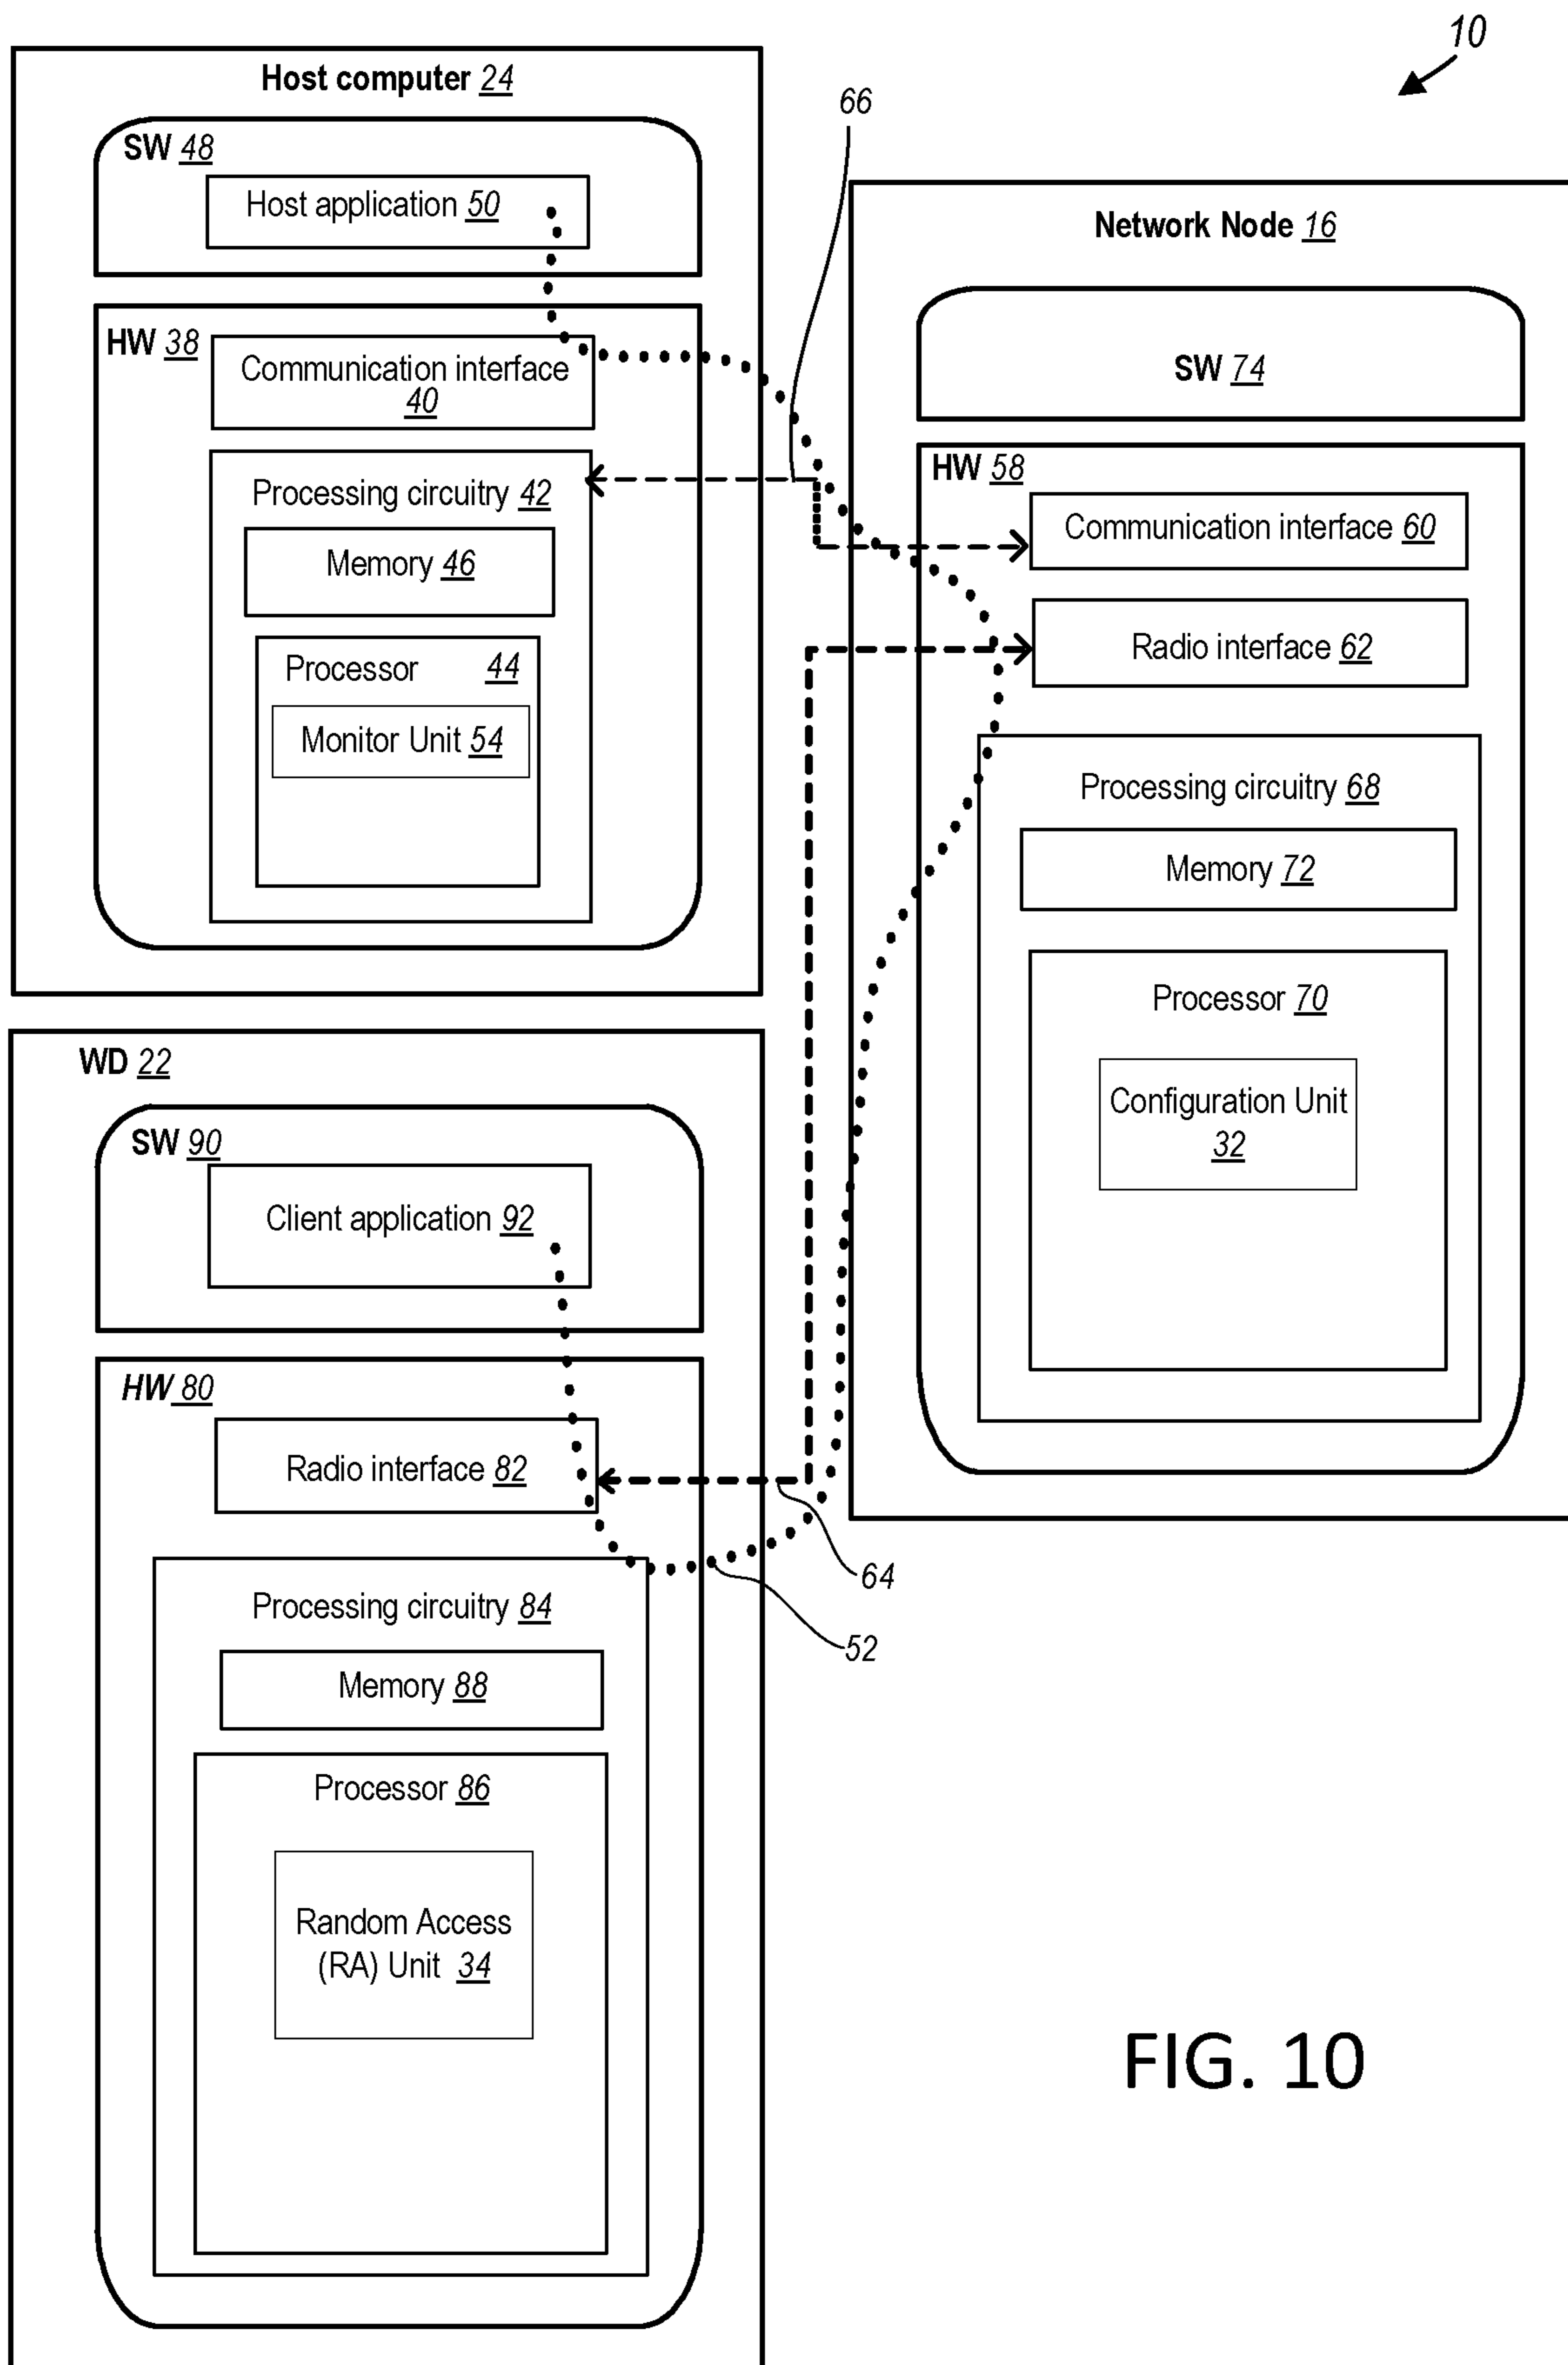 10
Host computer 24
SW 48
Host application 50
HW 38
Communication interface
40
Processing circuitry 42
Memory 46
Processor 44
Monitor Unit 54
66
Network Node 16
SW 74
HW 58
Communication interface 60
Radio interface 62
Processing circuitry 68
Memory 72
Processor 70
Configuration Unit
32
WD 22
SW 90
Client application 92
HW 80
Radio interface 82
64
52
Processing circuitry 84
Memory 88
Processor 86
Random Access
(RA) Unit 34
FIG. 10